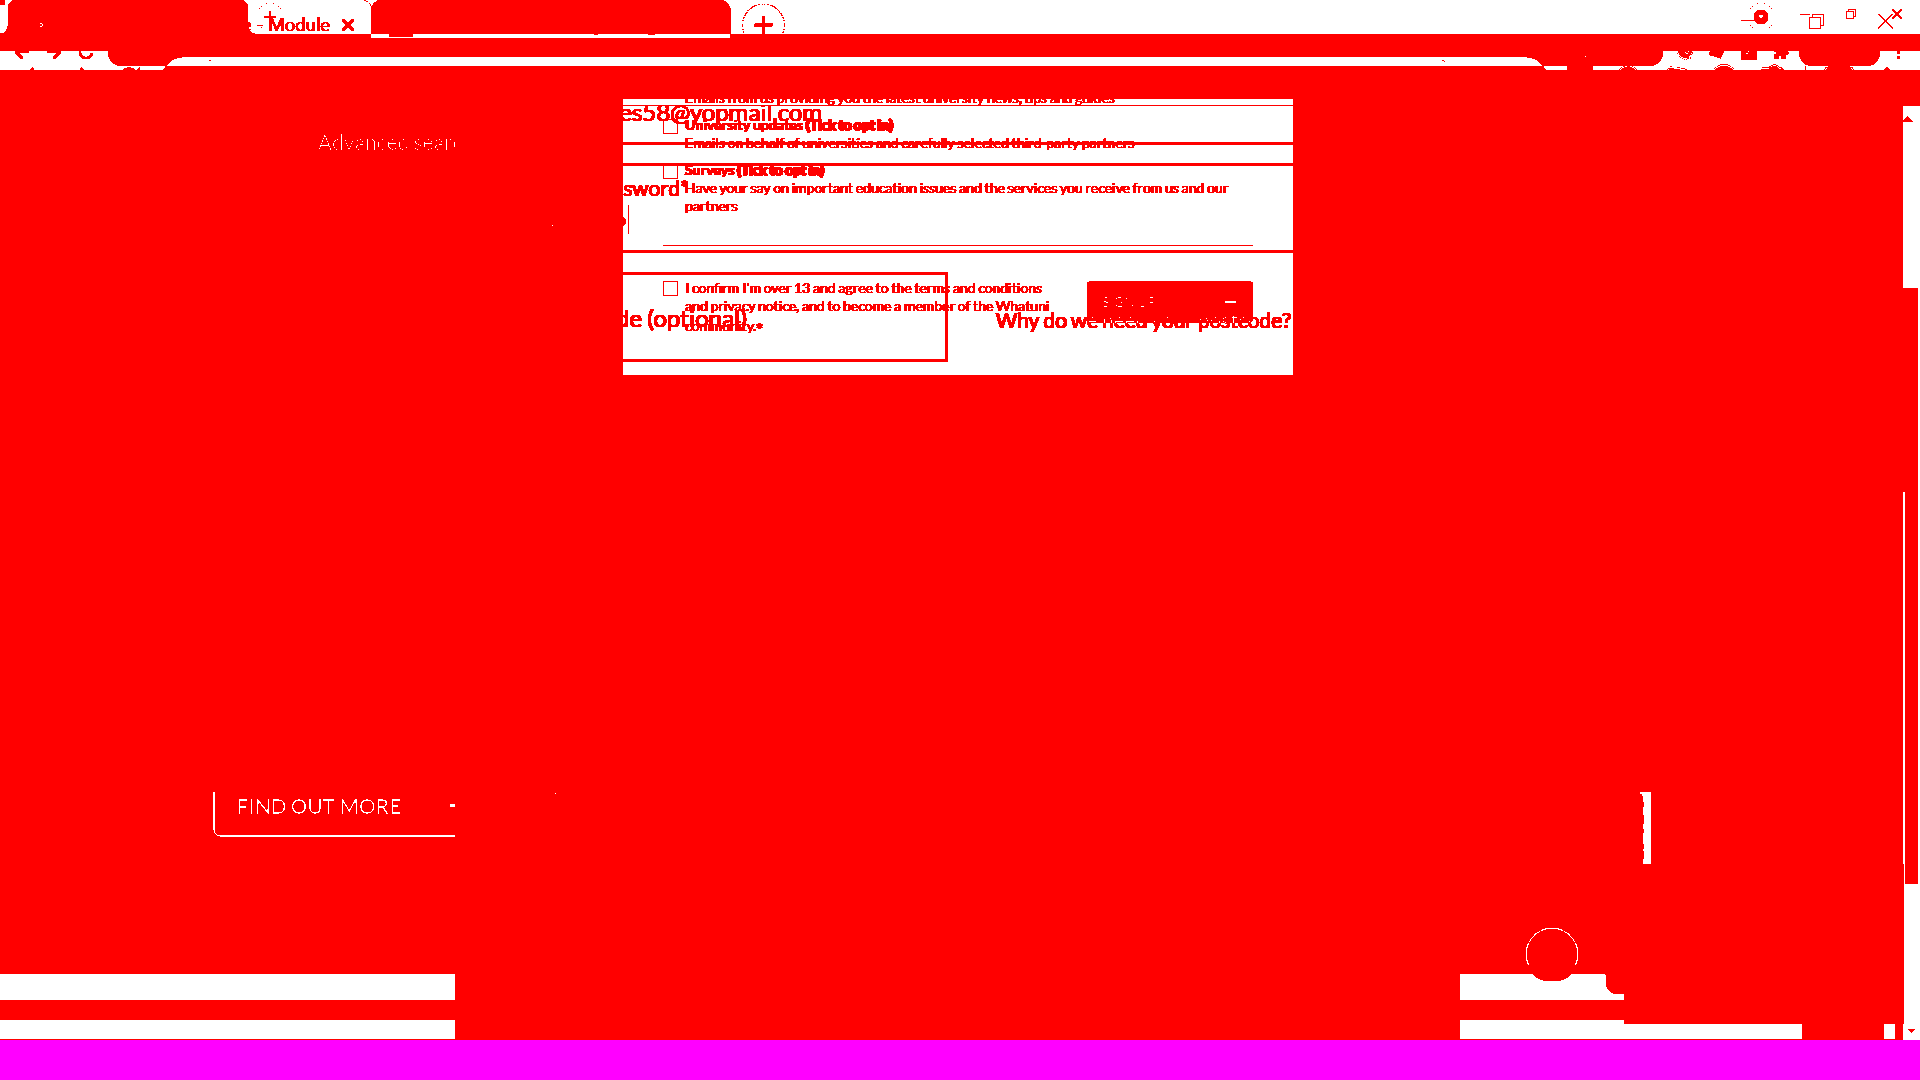 - Module
Emails from us providing you the latest university news, tips and guides
es58@yopmail.com
University updates (Tick to opt in)
Advanced sear
Emails on behalf of universities and carefully selected third-party partners
Surveys (Tick to opt in)
sword*
Have your say on important education issues and the services you receive from us and our
partners
I confirm I'm over 13 and agree to the terms and conditions
and privacy notice, and to become a member of the Whatuni
community.*
SIGN UP
de (optional)
Why do we need your postcode?
FIND OUT MORE